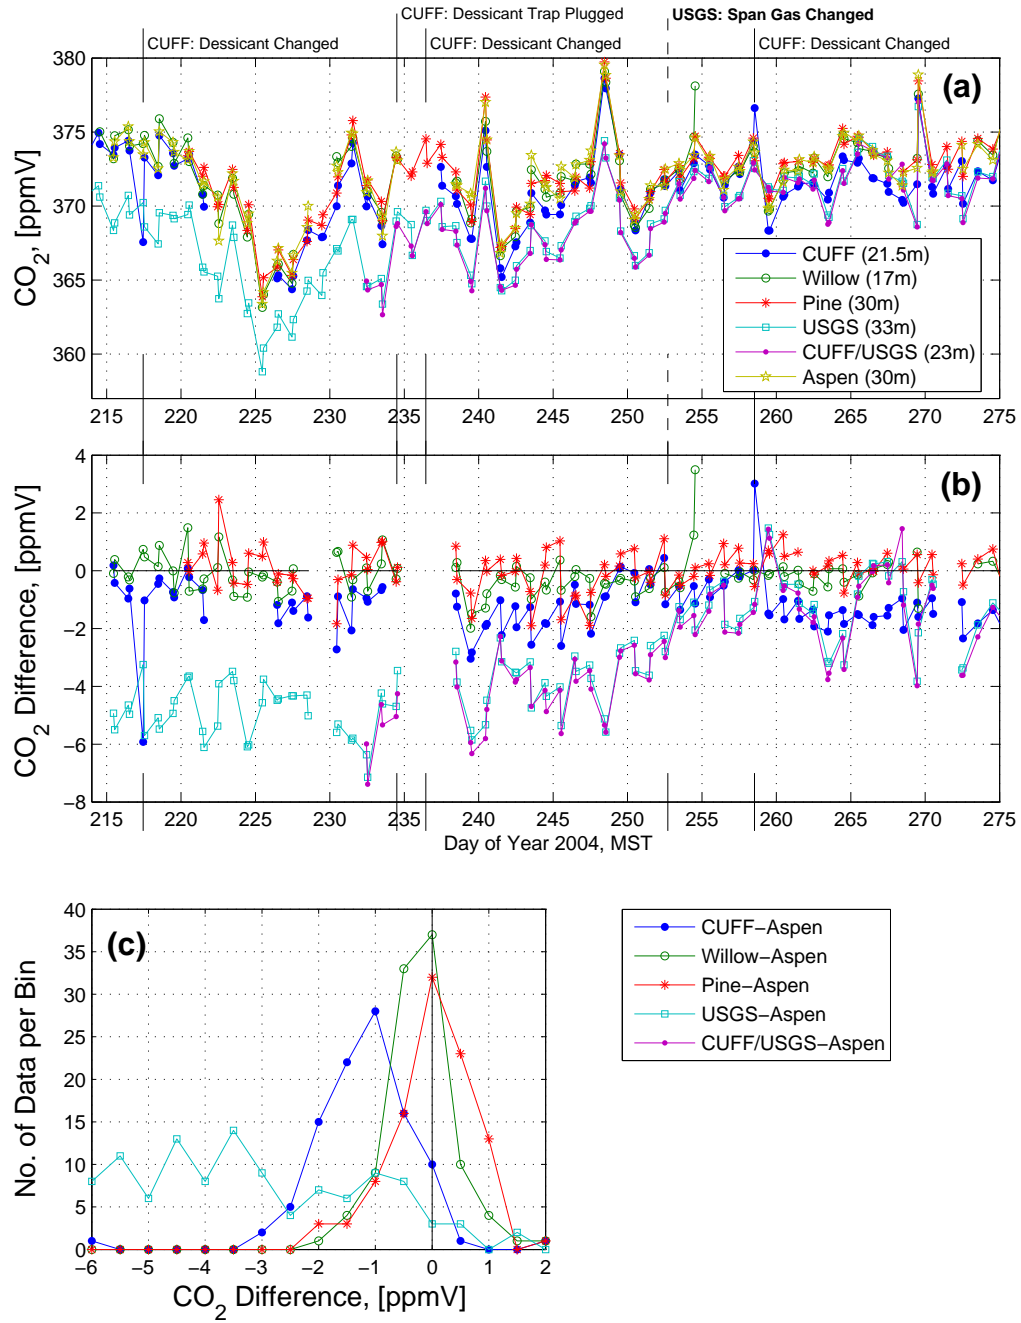 CUFF: Dessicant Trap Plugged
USGS: Span Gas Changed
CUFF: Dessicant Changed
CUFF: Dessicant Changed
CUFF: Dessicant Changed
(a)
CO2, [ppmV]
380
375
370
365
360
CUFF (21.5m)
Willow (17m)
Pine (30m)
USGS (33m)
CUFF/USGS (23m)
Aspen (30m)
215 220 225 230 235 240 245 250 255 260 265 270 275
(b)
CO2 Difference, [ppmV]
4
2
0
−2
−4
−6
−8
215 220 225 230 235 240 245 250 255 260 265 270 275
Day of Year 2004, MST
(c)
No. of Data per Bin
40
35
30
25
20
15
10
5
0
−6 −5 −4 −3 −2 −1 0 1 2
CO2 Difference, [ppmV]
CUFF−Aspen
Willow−Aspen
Pine−Aspen
USGS−Aspen
CUFF/USGS−Aspen